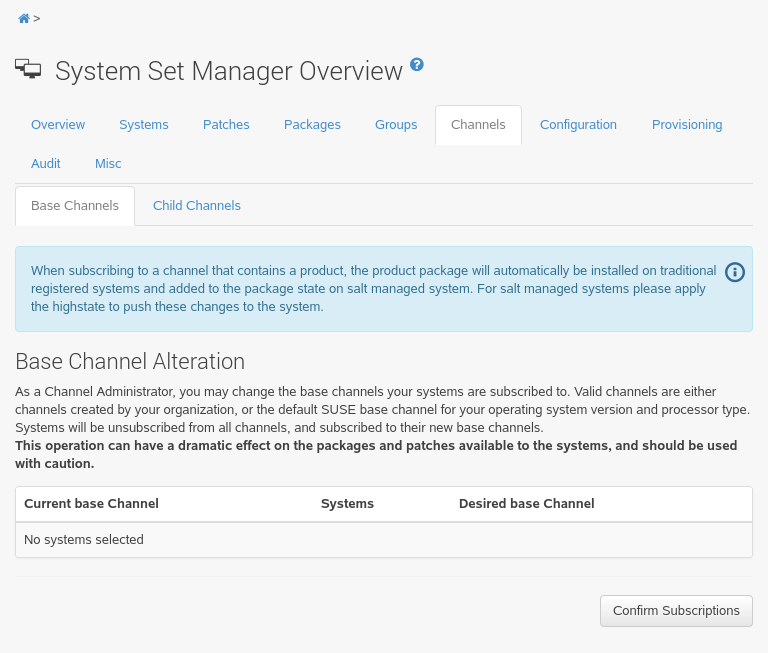 >
System Set Manager Overview
Overview Systems Patches Packages Groups Channels Configuration Provisioning
Audit Misc
Base Channels Child Channels
When subscribing to a channel that contains a product, the product package will automatically be installed on traditional
registered systems and added to the package state on salt managed system. For salt managed systems please apply
the highstate to push these changes to the system.
Base Channel Alteration
As a Channel Administrator, you may change the base channels your systems are subscribed to. Valid channels are either
channels created by your organization, or the default SUSE base channel for your operating system version and processor type.
Systems will be unsubscribed from all channels, and subscribed to their new base channels.
This operation can have a dramatic effect on the packages and patches available to the systems, and should be used
with caution.
Current base Channel Systems Desired base Channel
No systems selected
Confirm Subscriptions